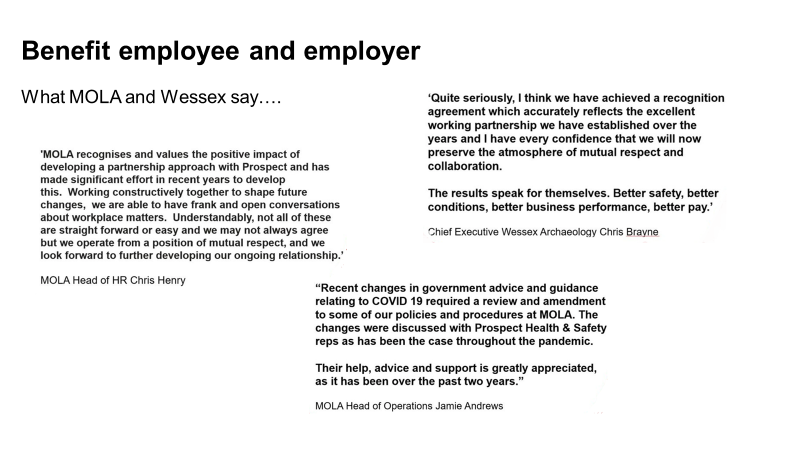 Benefit employee and employer
What MOLA and Wessex say….
'MOLA recognises and values the positive impact of
developing a partnership approach with Prospect and has
made significant effort in recent years to develop
this.  Working constructively together to shape future
changes,  we are able to have frank and open conversations
about workplace matters.  Understandably, not all of these
are straight forward or easy and we may not always agree
but we operate from a position of mutual respect, and we
look forward to further developing our ongoing relationship.'
MOLA Head of HR Chris Henry
‘Quite seriously, I think we have achieved a recognition
agreement which accurately reflects the excellent
working partnership we have established over the
years and I have every confidence that we will now
preserve the atmosphere of mutual respect and
collaboration.
The results speak for themselves. Better safety, better
conditions, better business performance, better pay.’
Chief Executive Wessex Archaeology Chris Brayne
“Recent changes in government advice and guidance
relating to COVID 19 required a review and amendment
to some of our policies and procedures at MOLA. The
changes were discussed with Prospect Health & Safety
reps as has been the case throughout the pandemic.
Their help, advice and support is greatly appreciated,
as it has been over the past two years.”
MOLA Head of Operations Jamie Andrews